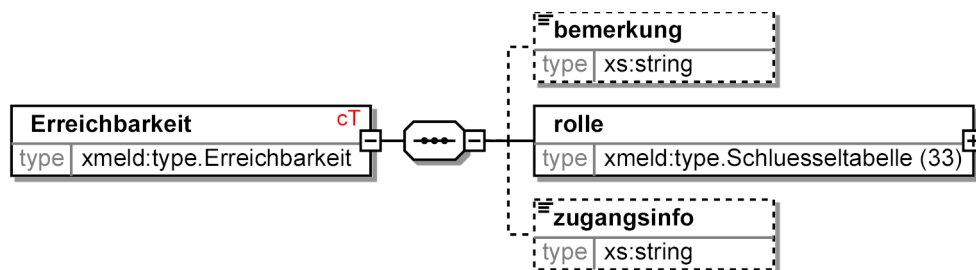 bemerkung
type xs:string
Erreichbarkeit cT
type xmeld:type.Erreichbarkeit
rolle
type xmeld:type.Schluesseltabelle (33)
zugangsinfo
type xs:string